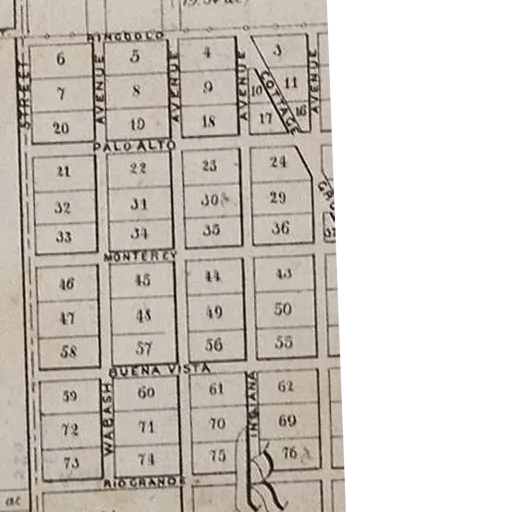 RINGGOLD
6 5 4 3
STREET AVENUE AVENUE AVENUE COTTAGE AVENUE
7 8 9 10 11
20 19 18 17 16
PALO ALTO
21 22 23 24
32 31 30 29
33 34 35 36
MONTEREY
46 45 44 43
47 48 49 50
58 57 56 55
BUENA VISTA
59 60 61 62
WABASH INDIANA
72 71 70 69
73 74 75 76
RIO GRANDE
ac